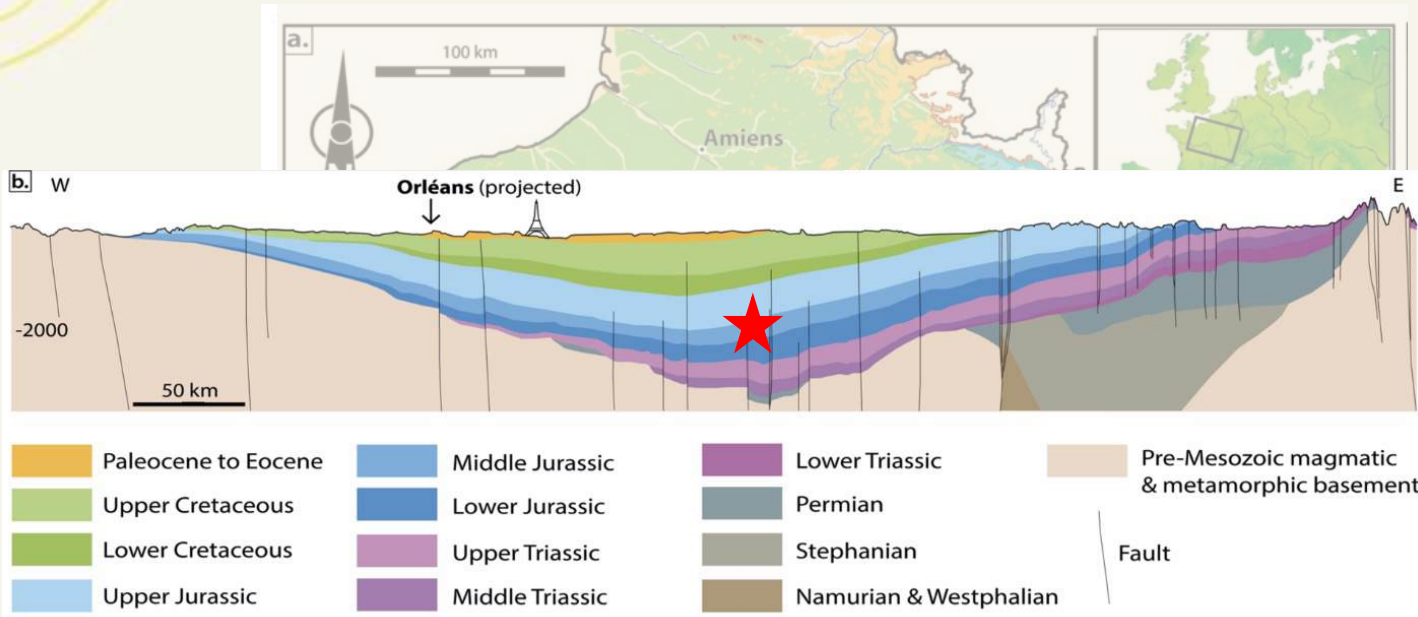 a.
100 km
Amiens
b. W
Orléans (projected)
E
-2000
50 km
Paleocene to Eocene
Upper Cretaceous
Lower Cretaceous
Upper Jurassic
Middle Jurassic
Lower Jurassic
Upper Triassic
Middle Triassic
Lower Triassic
Permian
Stephanian
Namurian & Westphalian
Pre-Mesozoic magmatic
& metamorphic basement
Fault